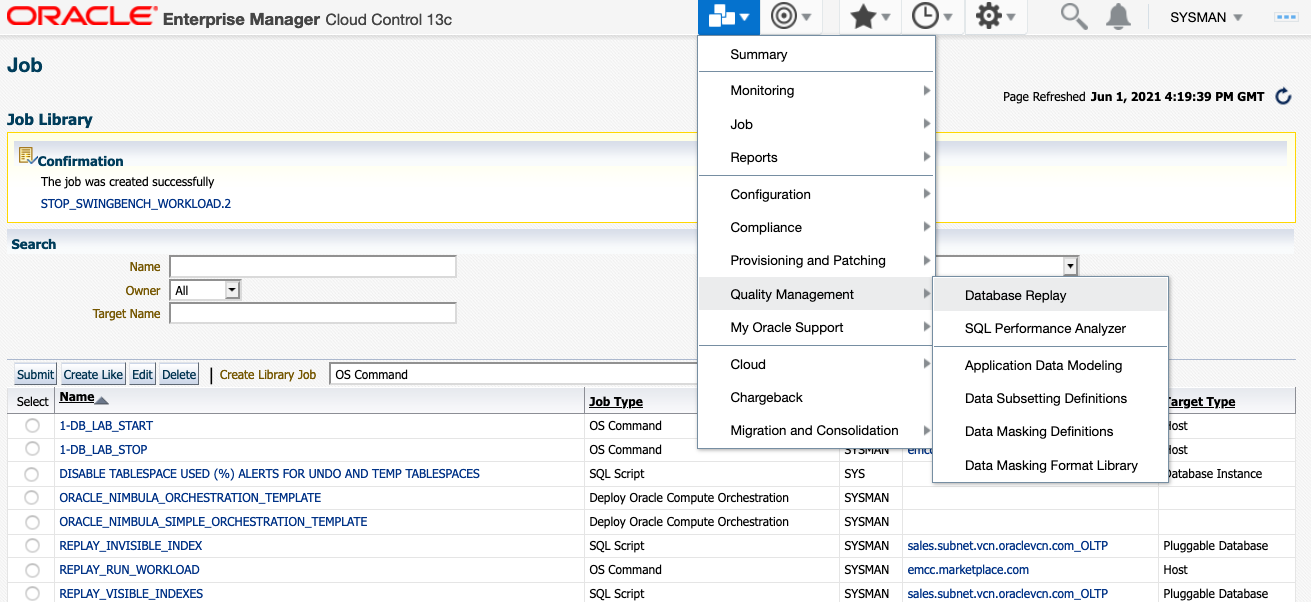 ORACLE® Enterprise Manager Cloud Control 13c
SYSMAN
Job
Page Refreshed Jun 1, 2021 4:19:39 PM GMT
Job Library
Confirmation
The job was created successfully
STOP_SWINGBENCH_WORKLOAD.2
Search
Name
Owner All
Target Name
Summary
Monitoring
Job
Reports
Configuration
Compliance
Provisioning and Patching
Quality Management
My Oracle Support
Cloud
Chargeback
Migration and Consolidation
Database Replay
SQL Performance Analyzer
Application Data Modeling
Data Subsetting Definitions
Data Masking Definitions
Data Masking Format Library
Submit Create Like Edit Delete | Create Library Job OS Command
Select Name Job Type Target Type
1-DB_LAB_START OS Command Host
1-DB_LAB_STOP OS Command SYSMAN emcc Host
DISABLE TABLESPACE USED (%) ALERTS FOR UNDO AND TEMP TABLESPACES SQL Script SYS Database Instance
ORACLE_NIMBULA_ORCHESTRATION_TEMPLATE Deploy Oracle Compute Orchestration SYSMAN
ORACLE_NIMBULA_SIMPLE_ORCHESTRATION_TEMPLATE Deploy Oracle Compute Orchestration SYSMAN
REPLAY_INVISIBLE_INDEX SQL Script SYSMAN sales.subnet.vcn.oraclevcn.com_OLTP Pluggable Database
REPLAY_RUN_WORKLOAD OS Command SYSMAN emcc.marketplace.com Host
REPLAY_VISIBLE_INDEXES SQL Script SYSMAN sales.subnet.vcn.oraclevcn.com_OLTP Pluggable Database